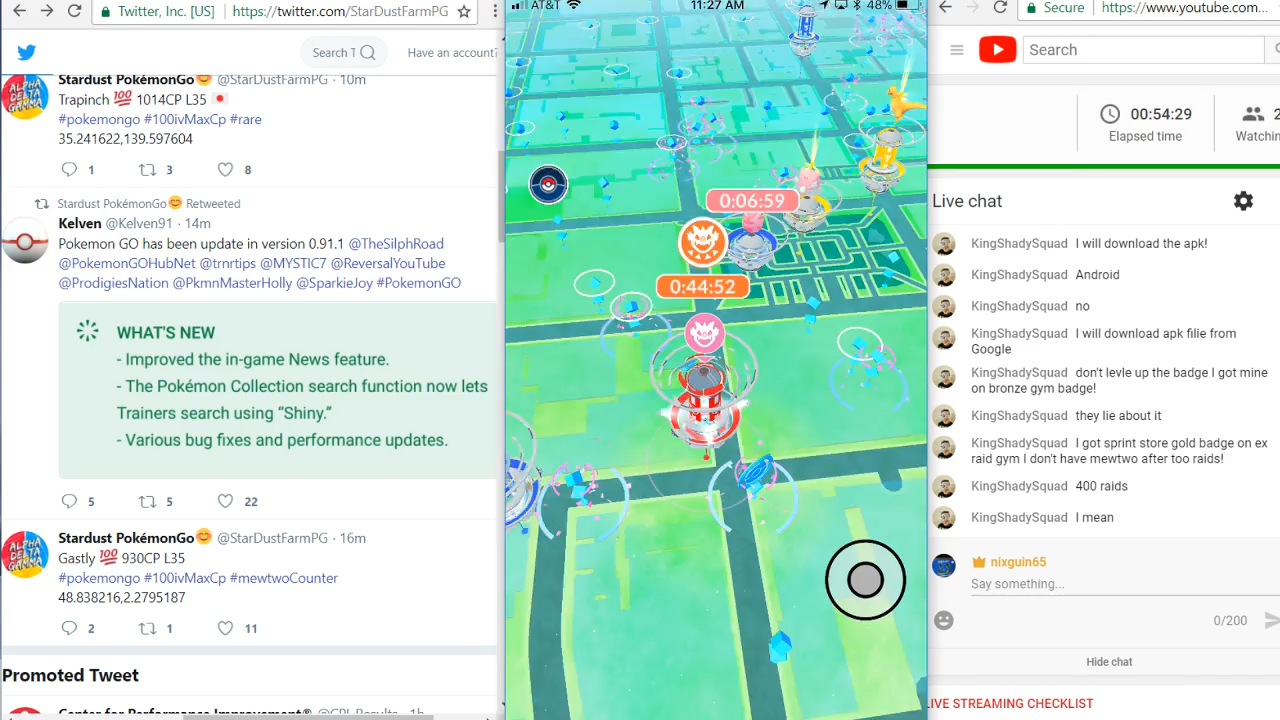 Twitter, Inc. [US]
https://twitter.com/StarDustFarmPG
Have an account?
Stardust PokémonGo😊 @StarDustFarmPG · 10m
Trapinch 💯 1014CP L35 🇯🇵
#pokemongo #100ivMaxCp #rare
35.241622,139.597604
1 3 8
Stardust PokémonGo😊 Retweeted
Kelven @Kelven91 · 14m
Pokemon GO has been update in version 0.91.1 @TheSilphRoad
@PokemonGOHubNet @trnrtips @MYSTIC7 @ReversalYouTube
@ProdigiesNation @PkmnMasterHolly @SparkieJoy #PokemonGO
WHAT'S NEW
- Improved the in-game News feature.
- The Pokémon Collection search function now lets
Trainers search using “Shiny.”
- Various bug fixes and performance updates.
5 5 22
Stardust PokémonGo😊 @StarDustFarmPG · 16m
Gastly 💯 930CP L35
#pokemongo #100ivMaxCp #mewtwoCounter
48.838216,2.2795187
2 1 11
Promoted Tweet
Center for Performance Improvement® @CPI_Results · 1h
AT&T 11:27 AM 48%
0:06:59
0:44:52
Secure
https://www.youtube.com...
Search
00:54:29
Elapsed time
Live chat
KingShadySquad I will download the apk!
KingShadySquad Android
KingShadySquad no
KingShadySquad I will download apk filie from
Google
KingShadySquad don't levle up the badge I got mine
on bronze gym badge!
KingShadySquad they lie about it
KingShadySquad I got sprint store gold badge on ex
raid gym I don't have mewtwo after too raids!
KingShadySquad 400 raids
KingShadySquad I mean
nixguin65
Say something...
0/200
Hide chat
LIVE STREAMING CHECKLIST